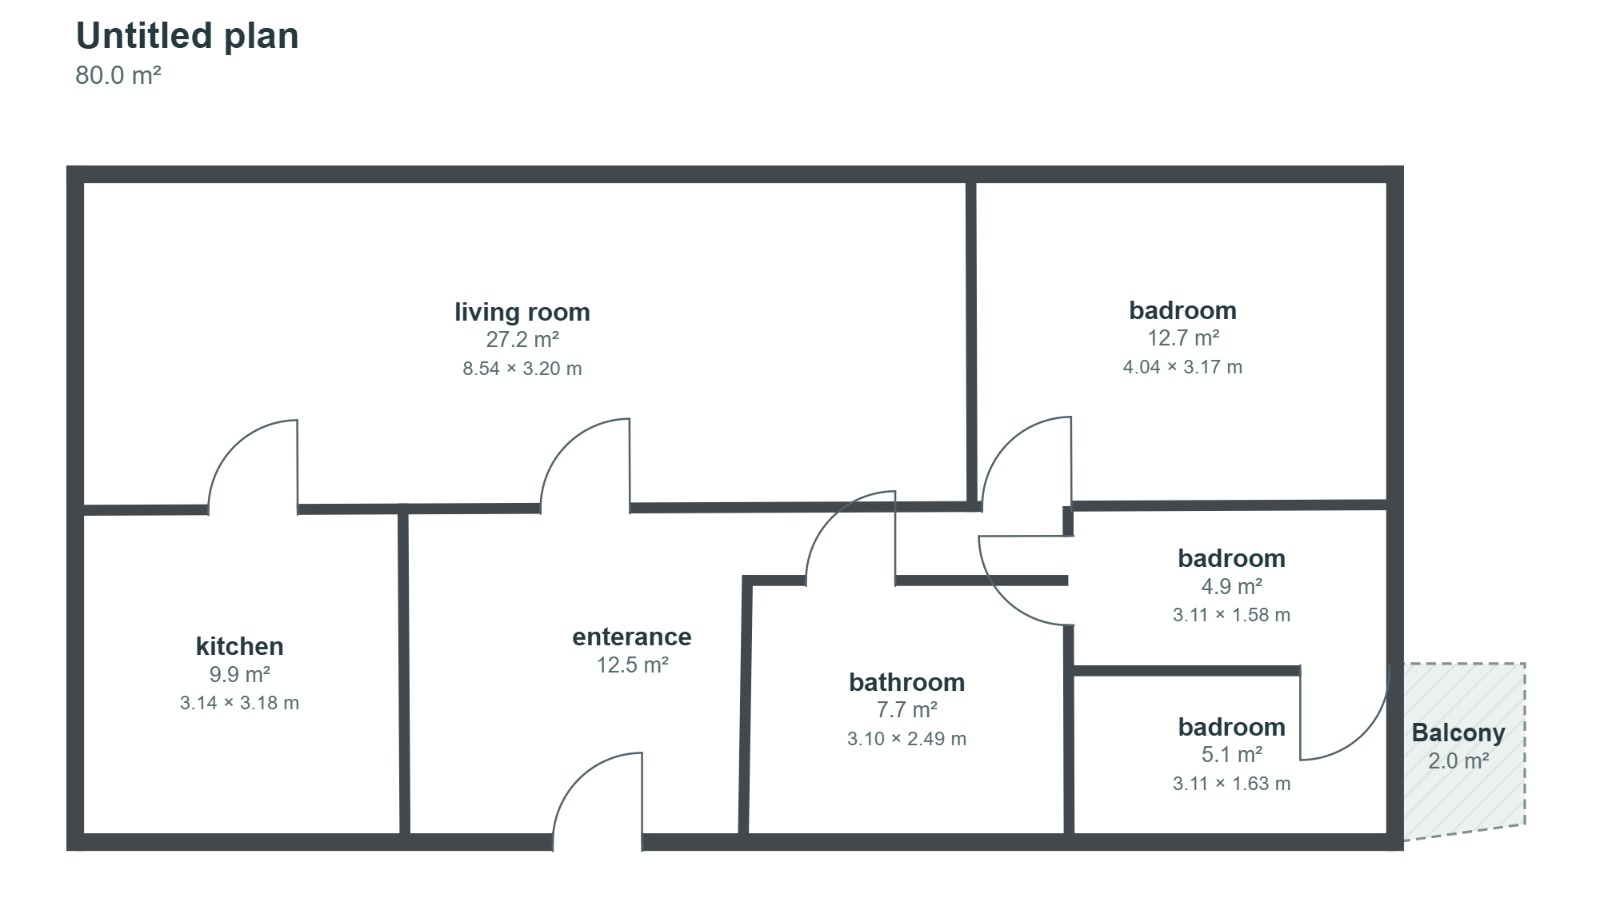 Untitled plan
80.0 m²
living room
27.2 m²
8.54 × 3.20 m
badroom
12.7 m²
4.04 × 3.17 m
badroom
4.9 m²
3.11 × 1.58 m
kitchen
9.9 m²
3.14 × 3.18 m
enterance
12.5 m²
bathroom
7.7 m²
3.10 × 2.49 m
badroom
5.1 m²
3.11 × 1.63 m
Balcony
2.0 m²